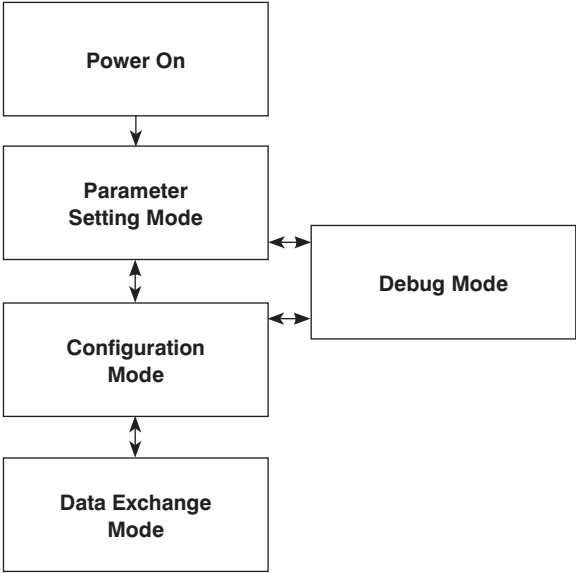 Power On
Parameter
Setting Mode
Debug Mode
Configuration
Mode
Data Exchange
Mode